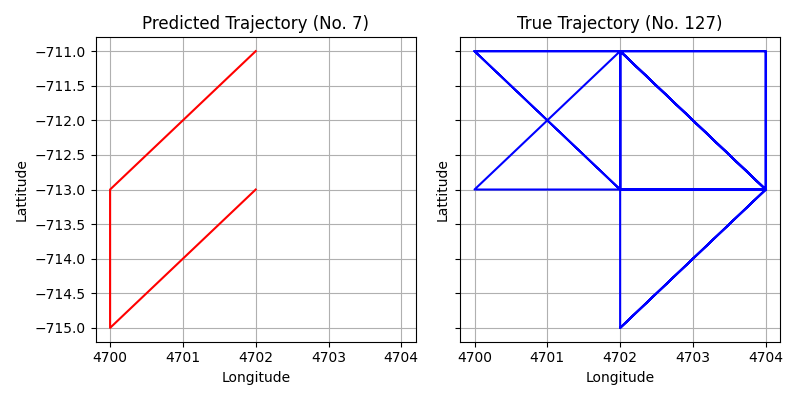 Predicted Trajectory (No. 7)
−711.0
−711.5
−712.0
−712.5
−713.0
−713.5
−714.0
−714.5
−715.0
Lattitude
4700 4701 4702 4703 4704
Longitude
True Trajectory (No. 127)
Lattitude
4700 4701 4702 4703 4704
Longitude